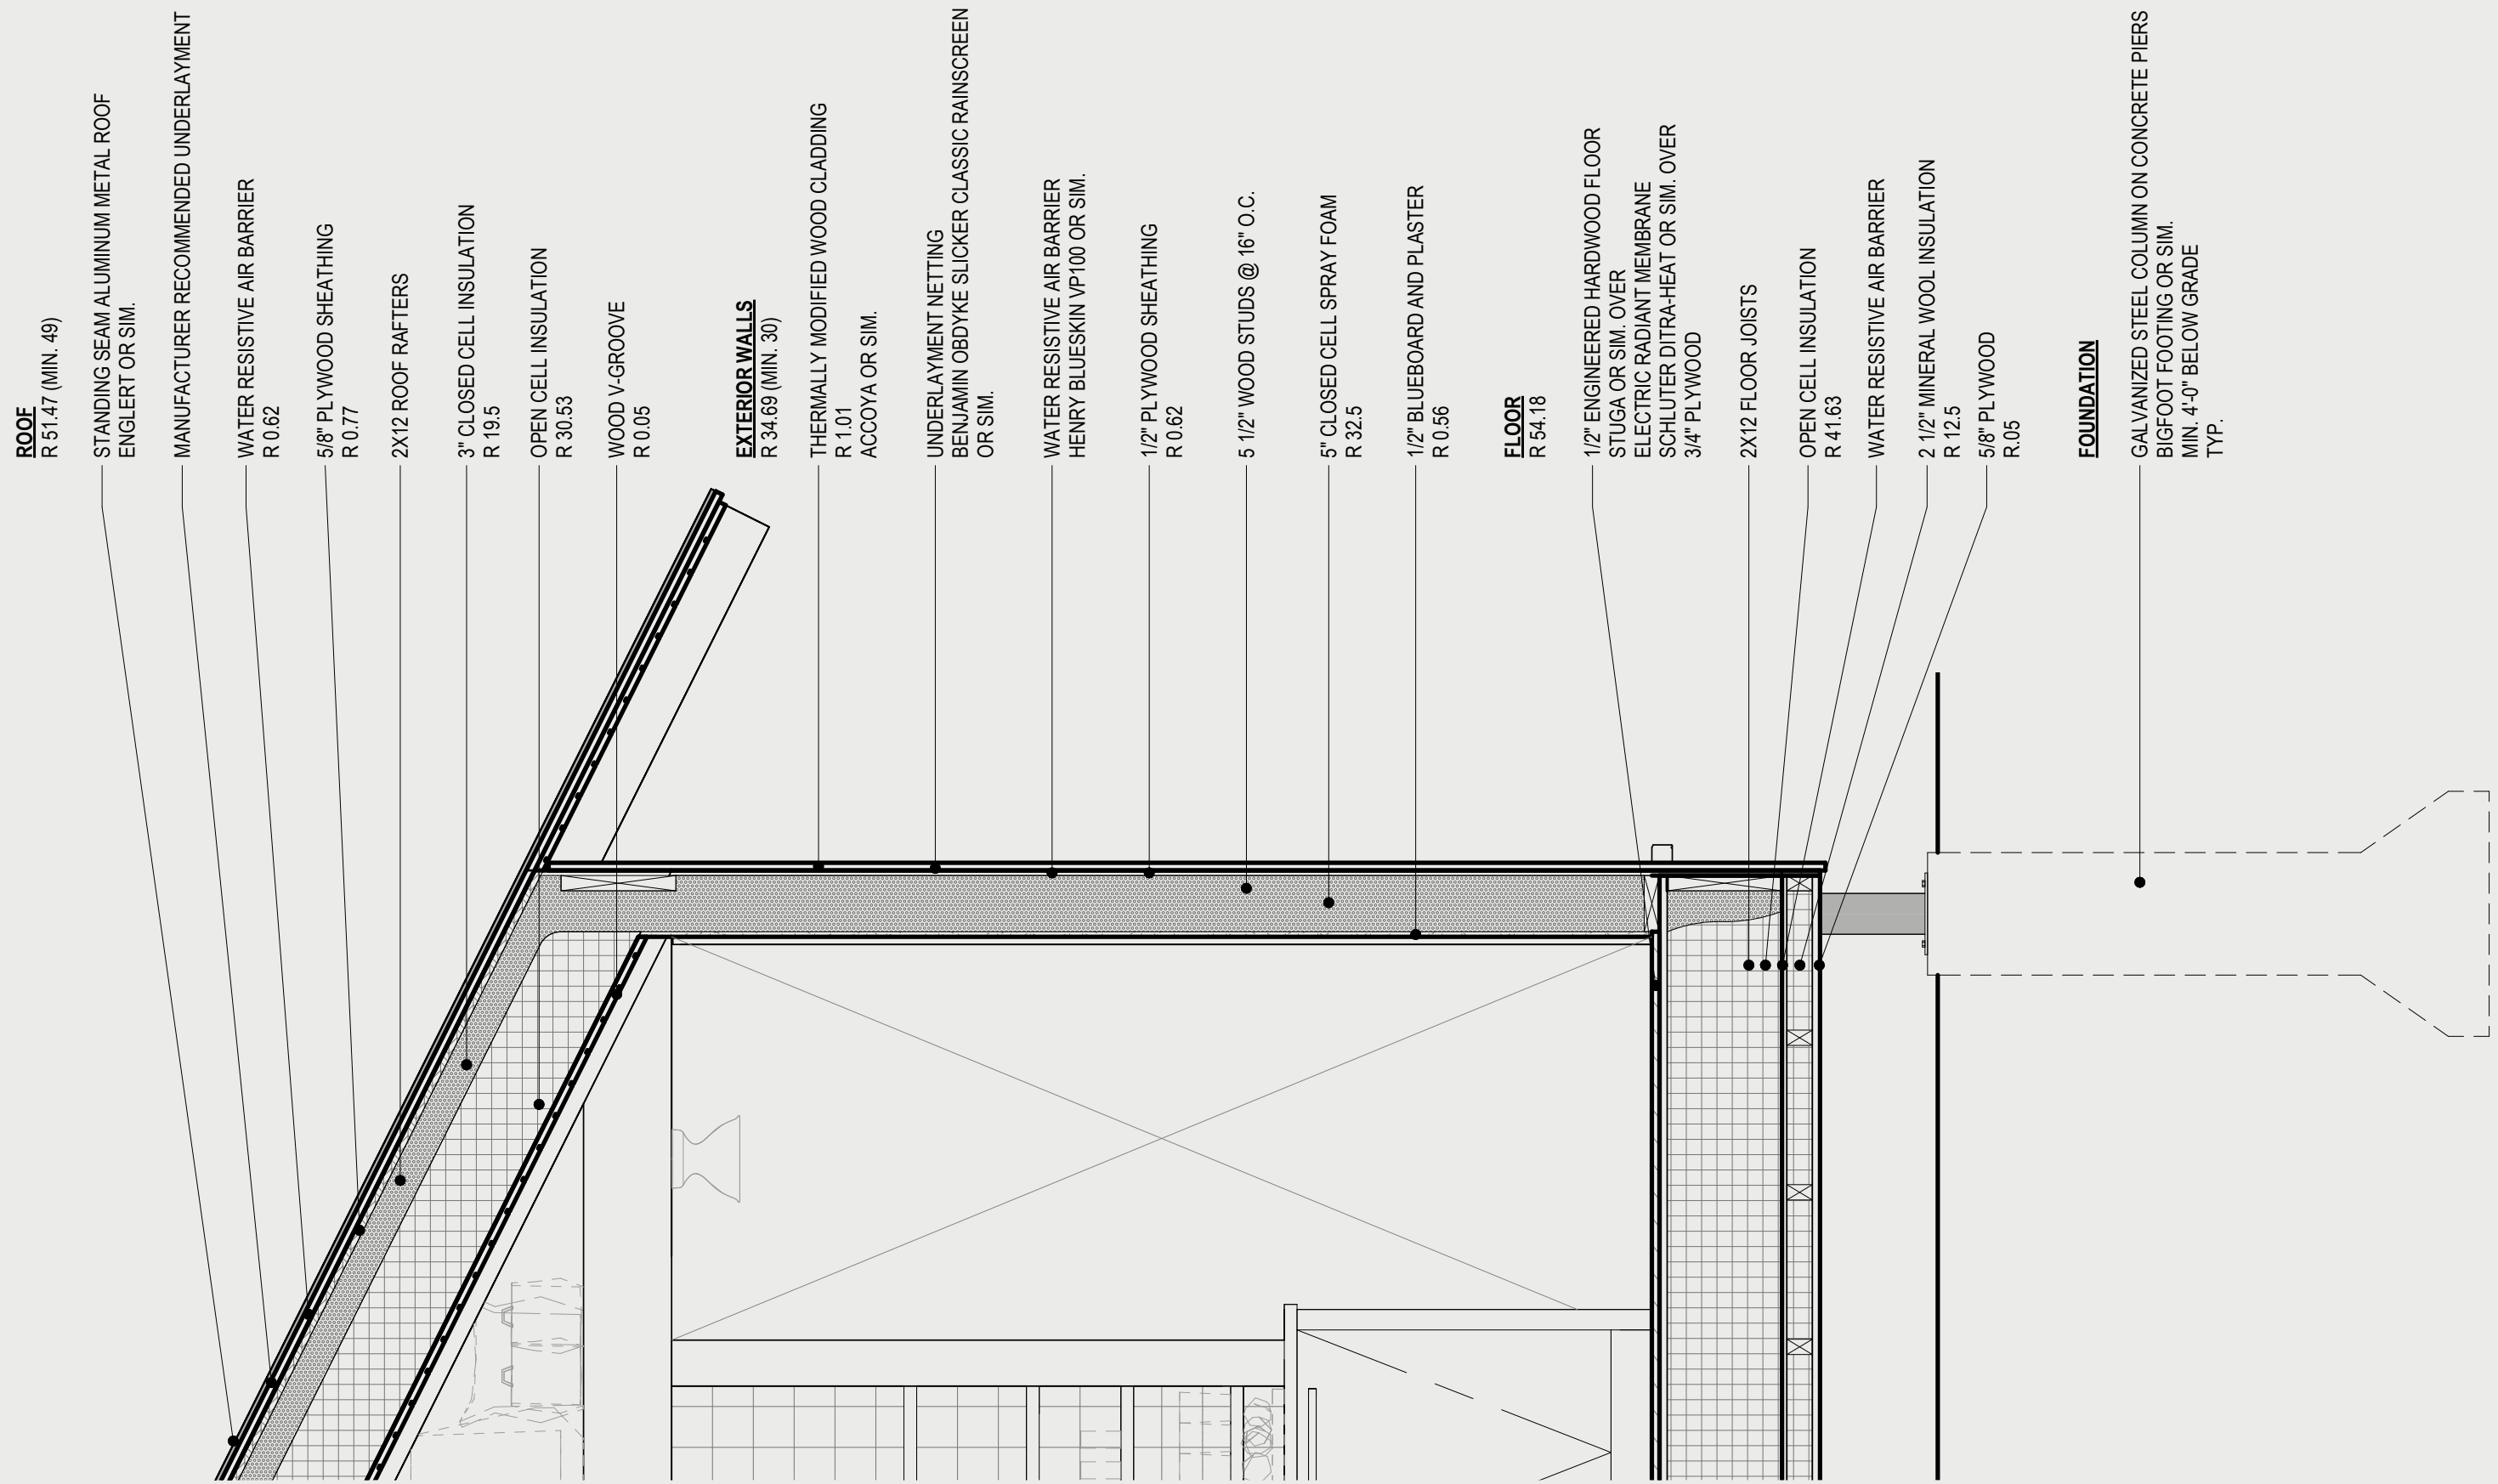 ROOF
R 51.47 (MIN. 49)
STANDING SEAM ALUMINUM METAL ROOF
ENGLERT OR SIM.
MANUFACTURER RECOMMENDED UNDERLAYMENT
WATER RESISTIVE AIR BARRIER
R 0.62
5/8" PLYWOOD SHEATHING
R 0.77
2X12 ROOF RAFTERS
3" CLOSED CELL INSULATION
R 19.5
OPEN CELL INSULATION
R 30.53
WOOD V-GROOVE
R 0.05
EXTERIOR WALLS
R 34.69 (MIN. 30)
THERMALLY MODIFIED WOOD CLADDING
R 1.01
ACCOYA OR SIM.
UNDERLAYMENT NETTING
BENJAMIN OBDYKE SLICKER CLASSIC RAINSCREEN
OR SIM.
WATER RESISTIVE AIR BARRIER
HENRY BLUESKIN VP100 OR SIM.
1/2" PLYWOOD SHEATHING
R 0.62
5 1/2" WOOD STUDS @ 16" O.C.
5" CLOSED CELL SPRAY FOAM
R 32.5
1/2" BLUEBOARD AND PLASTER
R 0.56
FLOOR
R 54.18
1/2" ENGINEERED HARDWOOD FLOOR
STUGA OR SIM. OVER
ELECTRIC RADIANT MEMBRANE
SCHLUTER DITRA-HEAT OR SIM. OVER
3/4" PLYWOOD
2X12 FLOOR JOISTS
OPEN CELL INSULATION
R 41.63
WATER RESISTIVE AIR BARRIER
2 1/2" MINERAL WOOL INSULATION
R 12.5
5/8" PLYWOOD
R.05
FOUNDATION
GALVANIZED STEEL COLUMN ON CONCRETE PIERS
BIGFOOT FOOTING OR SIM.
MIN. 4'-0" BELOW GRADE
TYP.